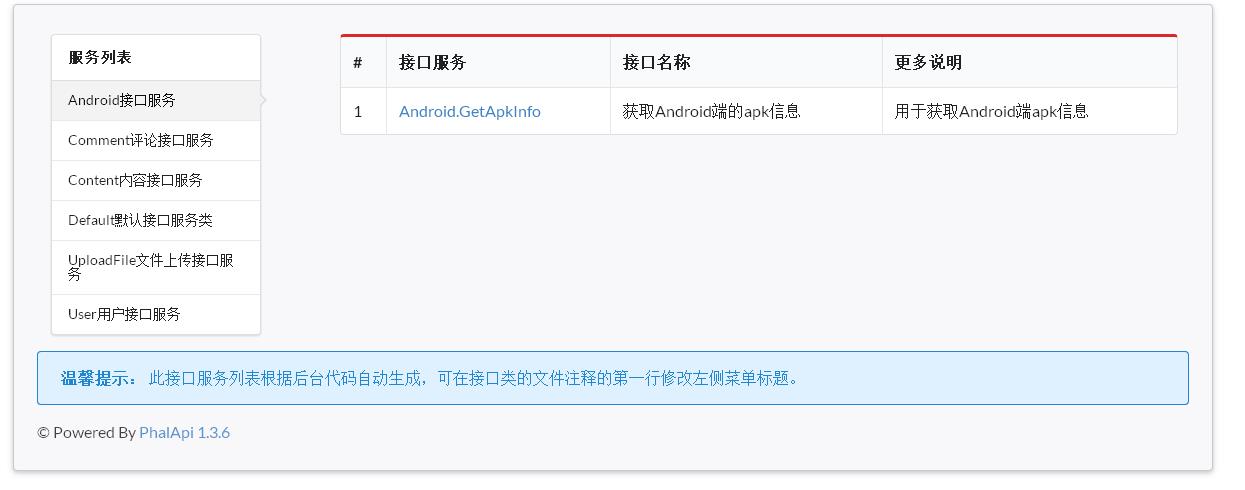 服务列表
Android接口服务
Comment评论接口服务
Content内容接口服务
Default默认接口服务类
UploadFile文件上传接口服
务
User用户接口服务
# 接口服务 接口名称 更多说明
1 Android.GetApkInfo 获取Android端的apk信息 用于获取Android端apk信息
温馨提示： 此接口服务列表根据后台代码自动生成，可在接口类的文件注释的第一行修改左侧菜单标题。
© Powered By PhalApi 1.3.6